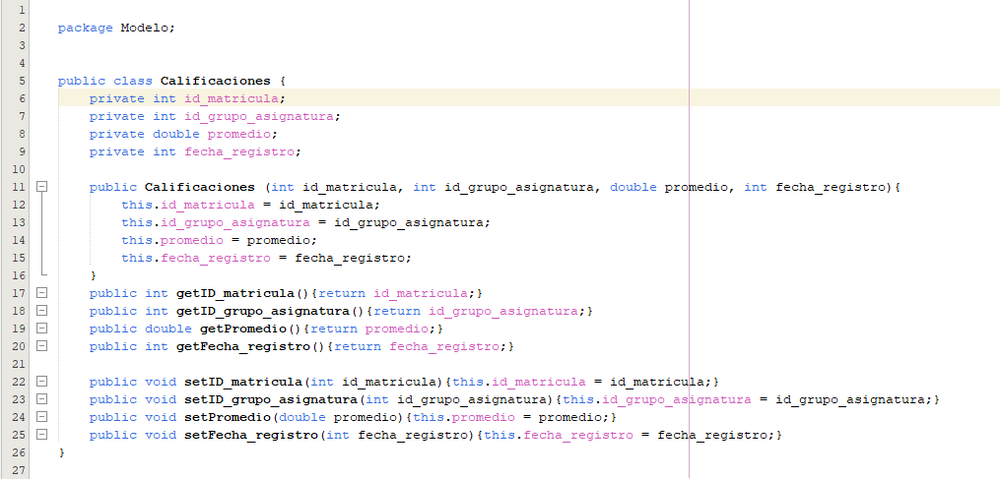 1
2 package Modelo;
3
4
5 public class Calificaciones {
6 private int id_matricula;
7 private int id_grupo_asignatura;
8 private double promedio;
9 private int fecha_registro;
10
11 public Calificaciones (int id_matricula, int id_grupo_asignatura, double promedio, int fecha_registro){
12 this.id_matricula = id_matricula;
13 this.id_grupo_asignatura = id_grupo_asignatura;
14 this.promedio = promedio;
15 this.fecha_registro = fecha_registro;
16 }
17 public int getID_matricula(){return id_matricula;}
18 public int getID_grupo_asignatura(){return id_grupo_asignatura;}
19 public double getPromedio(){return promedio;}
20 public int getFecha_registro(){return fecha_registro;}
21
22 public void setID_matricula(int id_matricula){this.id_matricula = id_matricula;}
23 public void setID_grupo_asignatura(int id_grupo_asignatura){this.id_grupo_asignatura = id_grupo_asignatura;}
24 public void setPromedio(double promedio){this.promedio = promedio;}
25 public void setFecha_registro(int fecha_registro){this.fecha_registro = fecha_registro;}
26 }
27